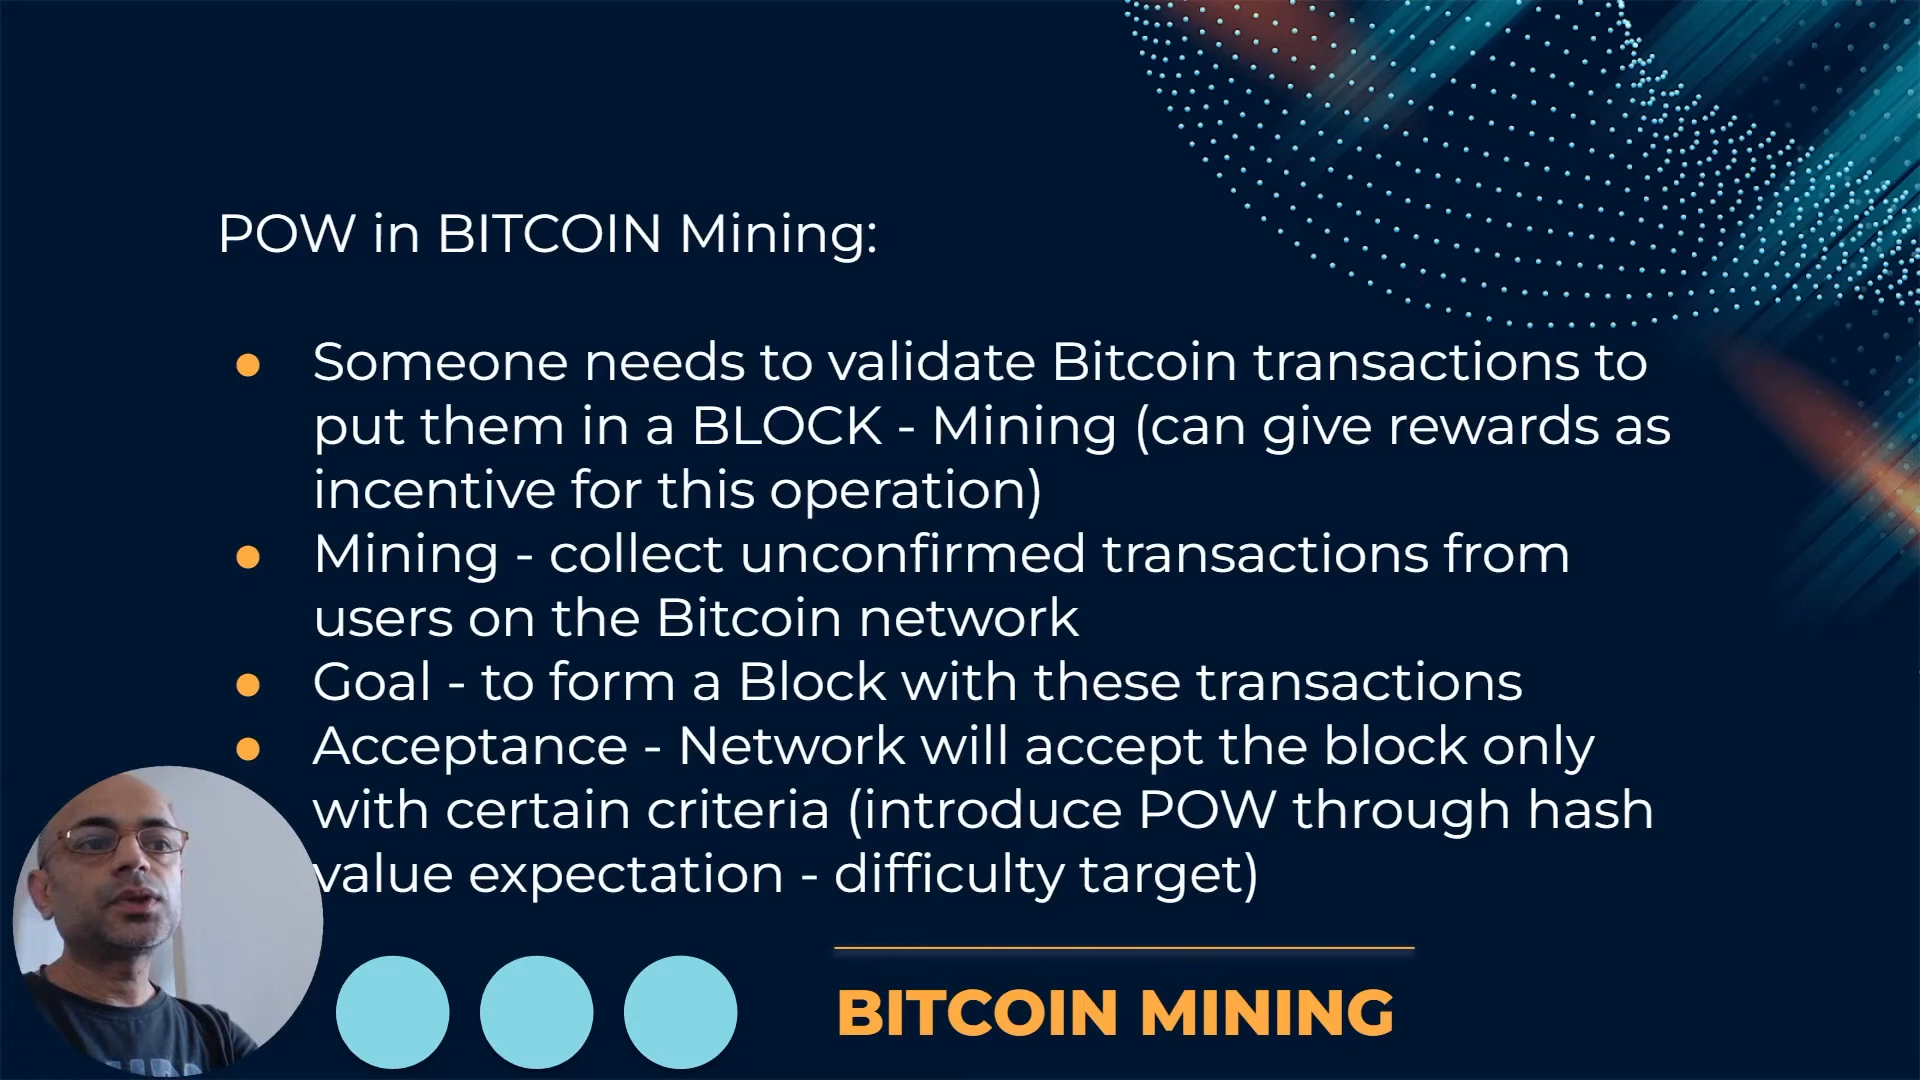 POW in BITCOIN Mining:
● Someone needs to validate Bitcoin transactions to
put them in a BLOCK - Mining (can give rewards as
incentive for this operation)
● Mining - collect unconfirmed transactions from
users on the Bitcoin network
● Goal - to form a Block with these transactions
● Acceptance - Network will accept the block only
with certain criteria (introduce POW through hash
value expectation - difficulty target)
BITCOIN MINING